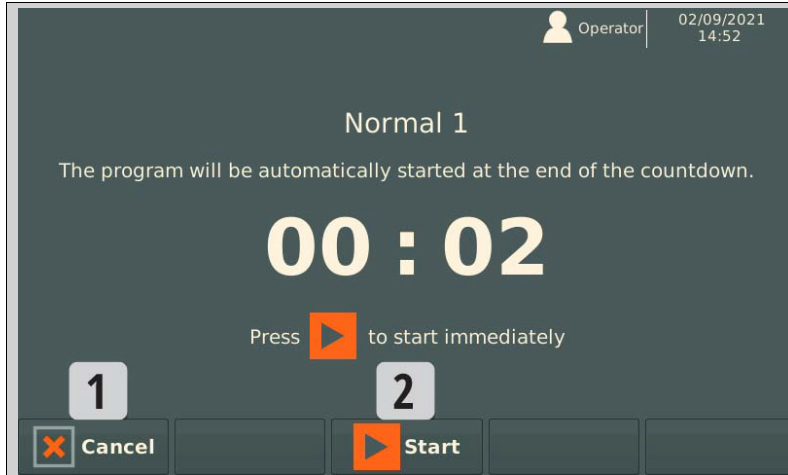 Operator
02/09/2021
14:52
Normal 1
The program will be automatically started at the end of the countdown.
00 : 02
Press to start immediately
1
2
Cancel
Start